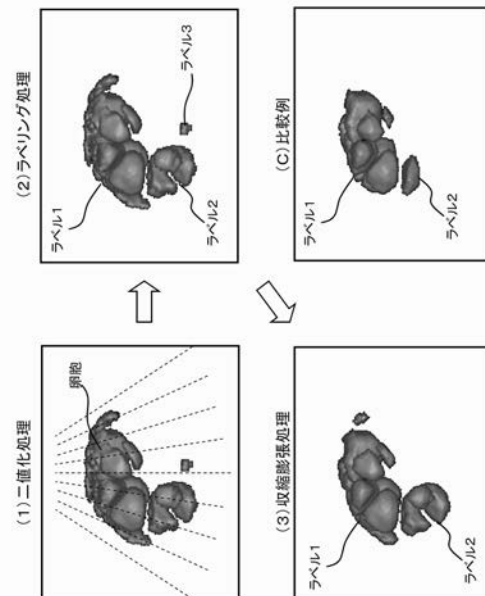 (1)二値化処理
卵胞
(2)ラベリング処理
ラベル1
ラベル2
ラベル3
(3)収縮膨張処理
ラベル1
ラベル2
(C)比較例
ラベル1
ラベル2